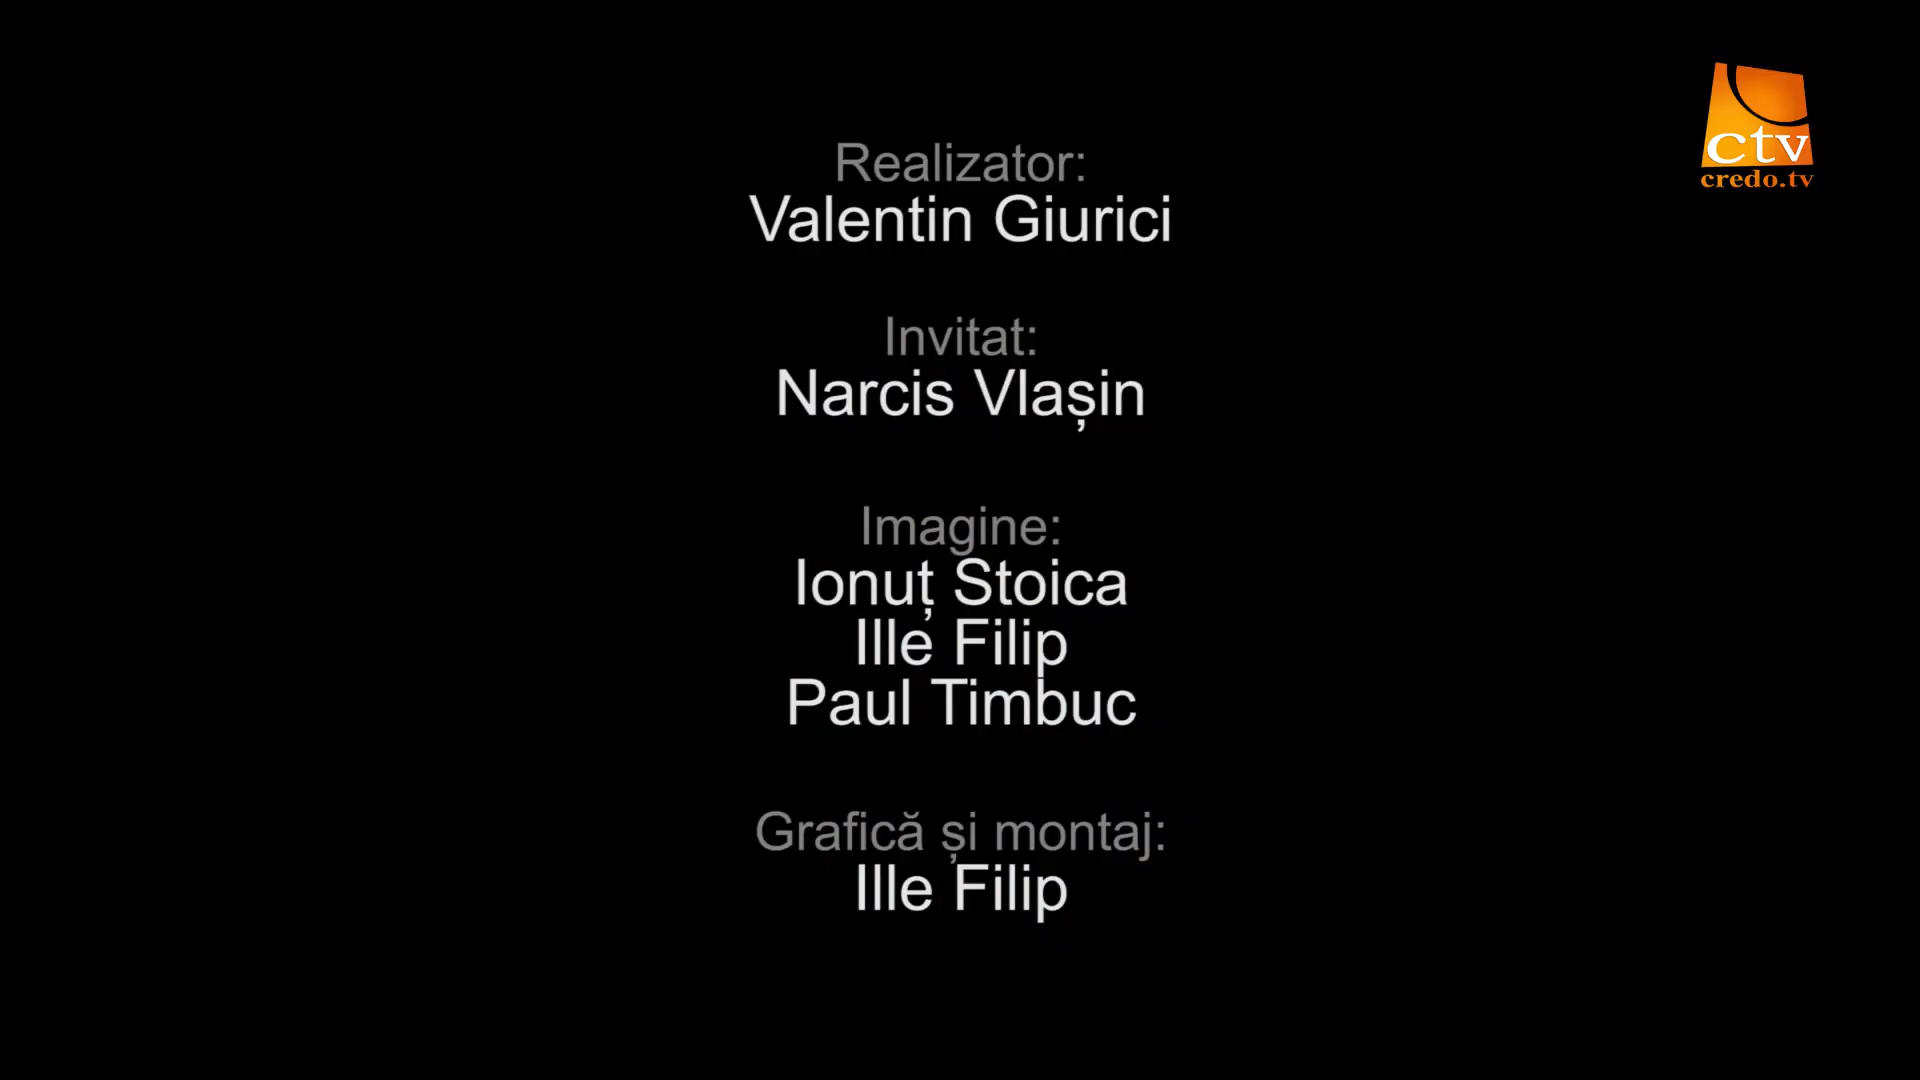 ctv
credo.tv
Realizator:
Valentin Giurici
Invitat:
Narcis Vlașin
Imagine:
Ionuț Stoica
Ille Filip
Paul Timbuc
Grafică și montaj:
Ille Filip